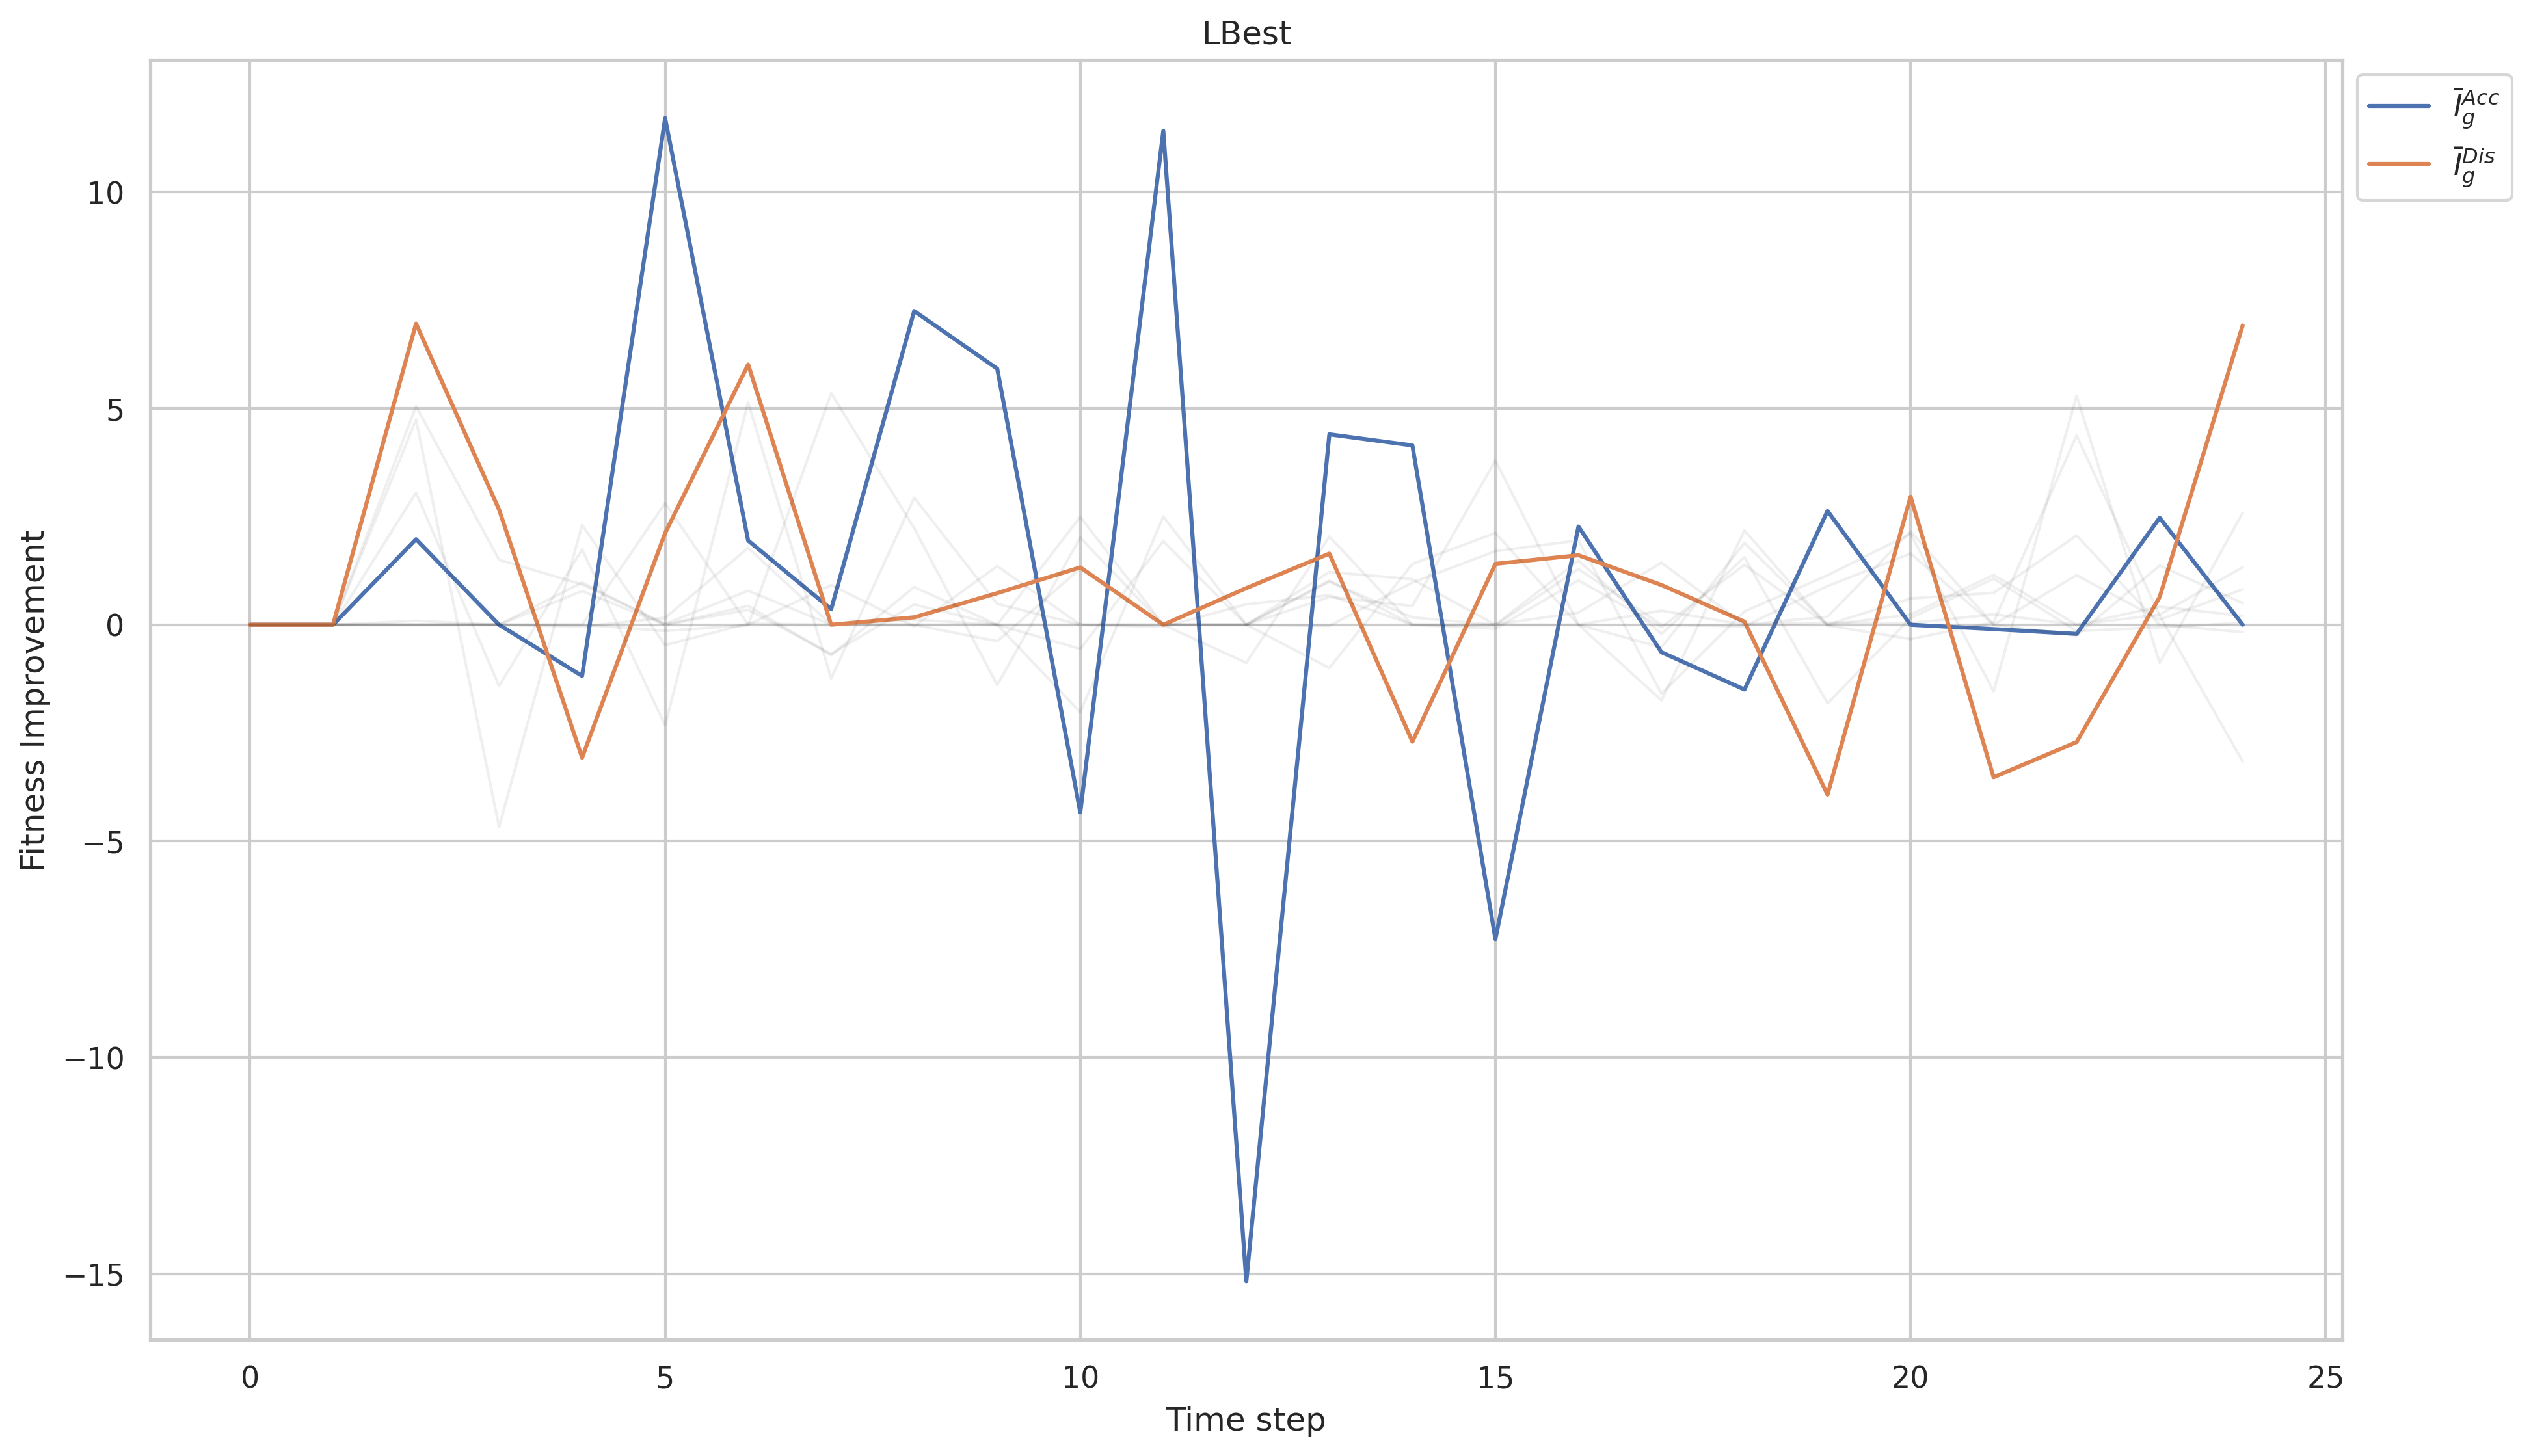 LBest
Ī_g^Acc
Ī_g^Dis
10
5
0
−5
−10
−15
Fitness Improvement
0 5 10 15 20 25
Time step